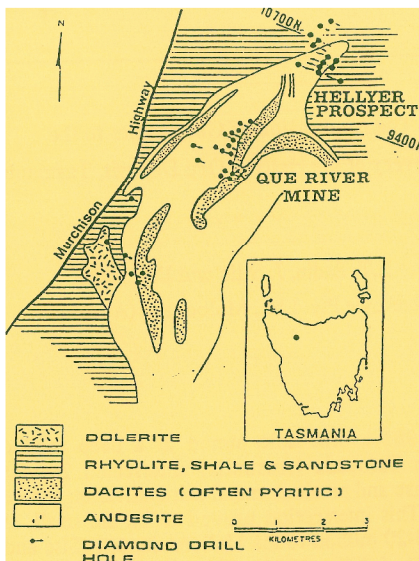 10700N.
N
Highway
HELLYER
PROSPECT
9400N
QUE RIVER
MINE
Murchison
TASMANIA
DOLERITE
RHYOLITE, SHALE & SANDSTONE
DACITES (OFTEN PYRITIC)
ANDESITE
0 1 2 3
KILOMETRES
DIAMOND DRILL
HOLE